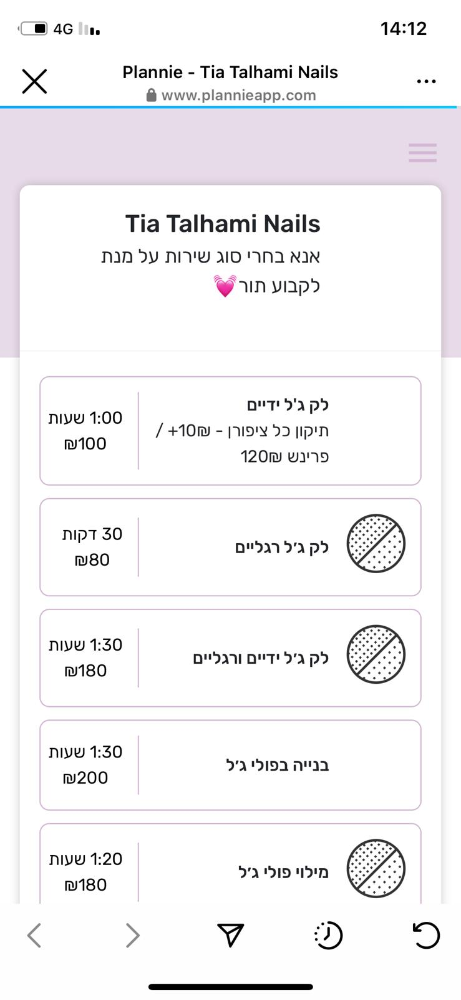 4G
14:12
Plannie - Tia Talhami Nails
www.plannieapp.com
Tia Talhami Nails
אנא בחרי סוג שירות על מנת
לקבוע תור💓
לק ג'ל ידיים
תיקון כל ציפורן - 10₪+ /
פרינש 120₪
1:00 שעות
₪100
לק ג׳ל רגליים
30 דקות
₪80
לק ג׳ל ידיים ורגליים
1:30 שעות
₪180
בנייה בפולי ג׳ל
1:30 שעות
₪200
מילוי פולי ג׳ל
1:20 שעות
₪180